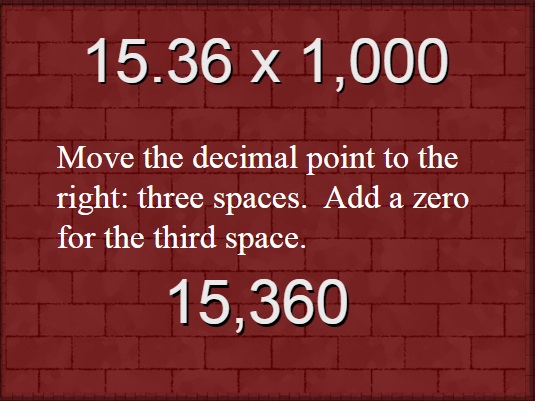 15.36 x 1,000
Move the decimal point to the
right: three spaces.  Add a zero
for the third space.
15,360